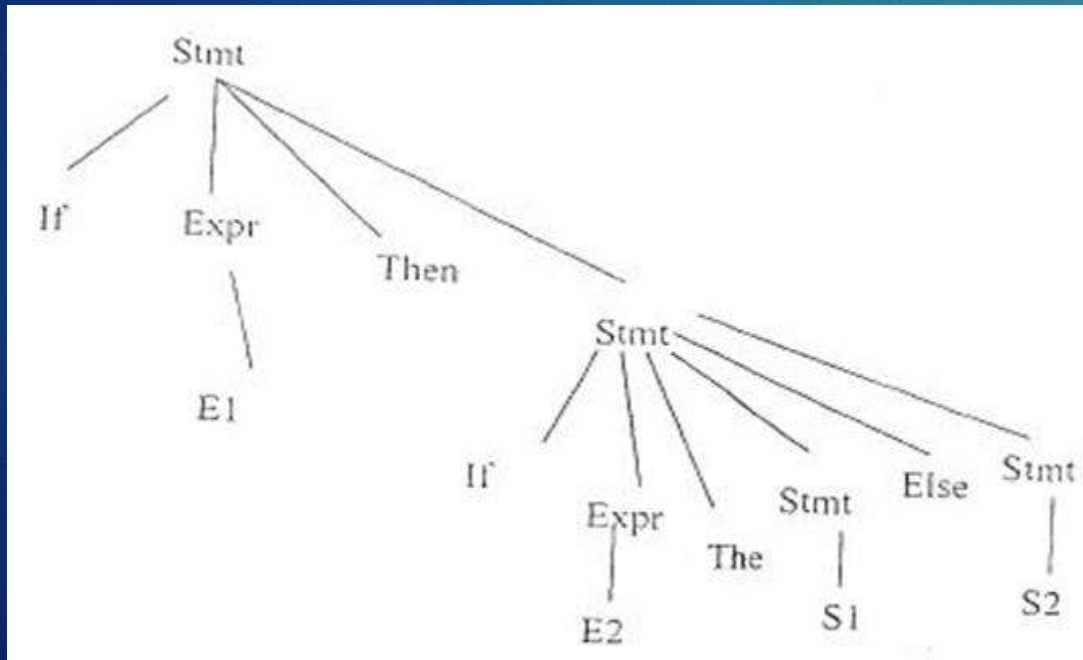 Stmt
If
Expr
Then
E1
Stmt
If
Expr
The
Stmt
Else
Stmt
E2
S1
S2